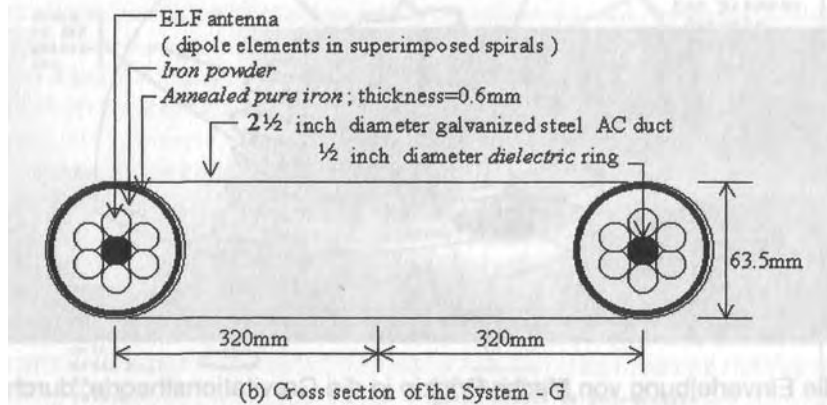 ELF antenna
( dipole elements in superimposed spirals )
Iron powder
Annealed pure iron ; thickness=0.6mm
2½ inch diameter galvanized steel AC duct
½ inch diameter dielectric ring
63.5mm
320mm 320mm
(b) Cross section of the System - G